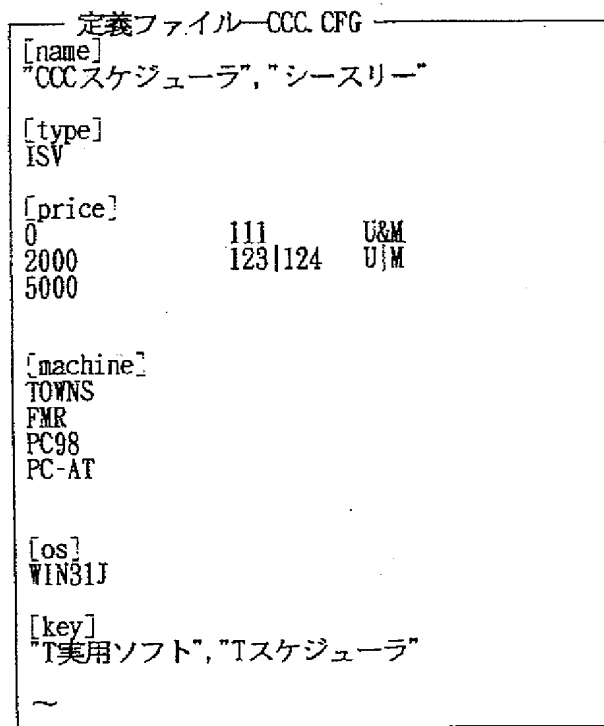 定義ファイル―CCC.CFG
[name]
"CCCスケジューラ","シースリー"
[type]
ISV
[price]
0 111 U&M
2000 123|124 U|M
5000
[machine]
TOWNS
FMR
PC98
PC-AT
[os]
WIN31J
[key]
"T実用ソフト","Tスケジューラ"
~